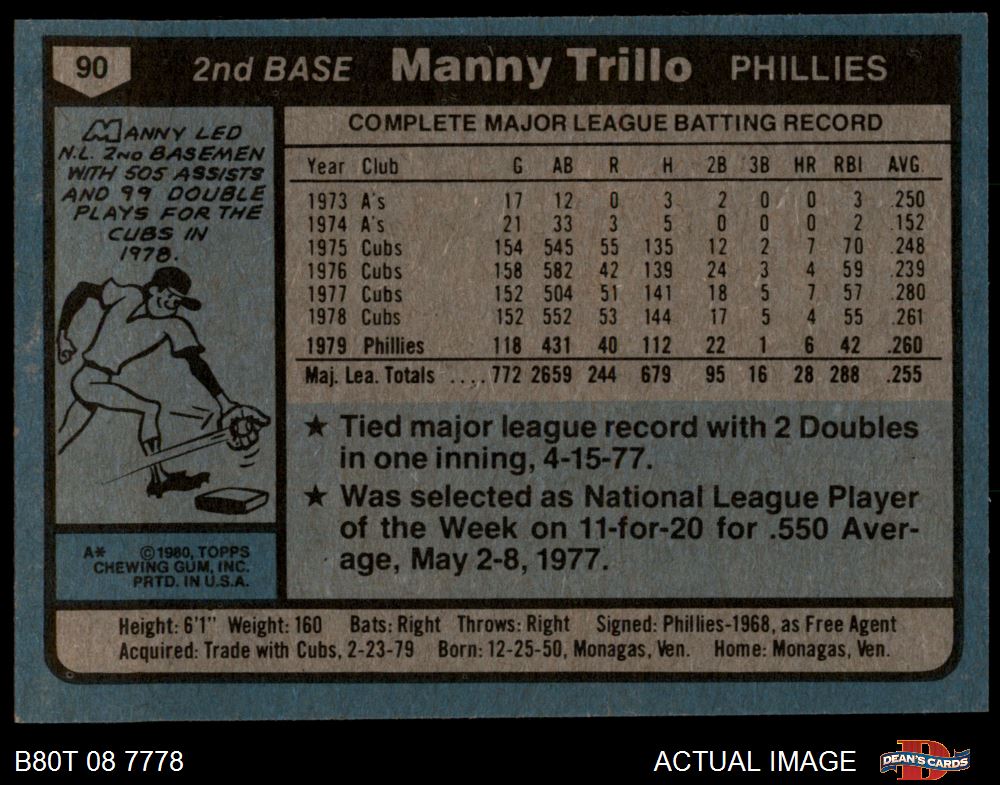 90 2nd BASE Manny Trillo PHILLIES
MANNY LED
N.L. 2ND BASEMEN
WITH 505 ASSISTS
AND 99 DOUBLE
PLAYS FOR THE
CUBS IN
1978.
A* ©1980, TOPPS
CHEWING GUM, INC.
PRTD. IN U.S.A.
COMPLETE MAJOR LEAGUE BATTING RECORD
Year Club G AB R H 2B 3B HR RBI AVG.
1973 A's 17 12 0 3 2 0 0 3 .250
1974 A's 21 33 3 5 0 0 0 2 .152
1975 Cubs 154 545 55 135 12 2 7 70 .248
1976 Cubs 158 582 42 139 24 3 4 59 .239
1977 Cubs 152 504 51 141 18 5 7 57 .280
1978 Cubs 152 552 53 144 17 5 4 55 .261
1979 Phillies 118 431 40 112 22 1 6 42 .260
Maj. Lea. Totals ....772 2659 244 679 95 16 28 288 .255
★ Tied major league record with 2 Doubles
in one inning, 4-15-77.
★ Was selected as National League Player
of the Week on 11-for-20 for .550 Aver-
age, May 2-8, 1977.
Height: 6'1" Weight: 160 Bats: Right Throws: Right Signed: Phillies-1968, as Free Agent
Acquired: Trade with Cubs, 2-23-79 Born: 12-25-50, Monagas, Ven. Home: Monagas, Ven.
B80T 08 7778 ACTUAL IMAGE DEAN'S CARDS